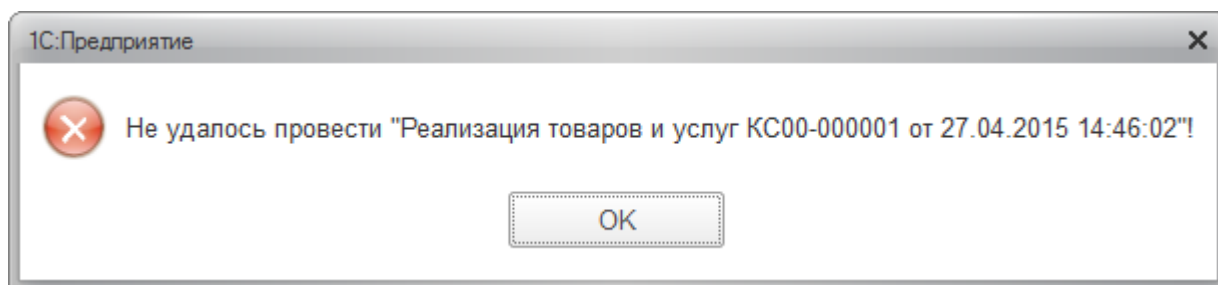 1С:Предприятие
Не удалось провести "Реализация товаров и услуг КС00-000001 от 27.04.2015 14:46:02"!
OK